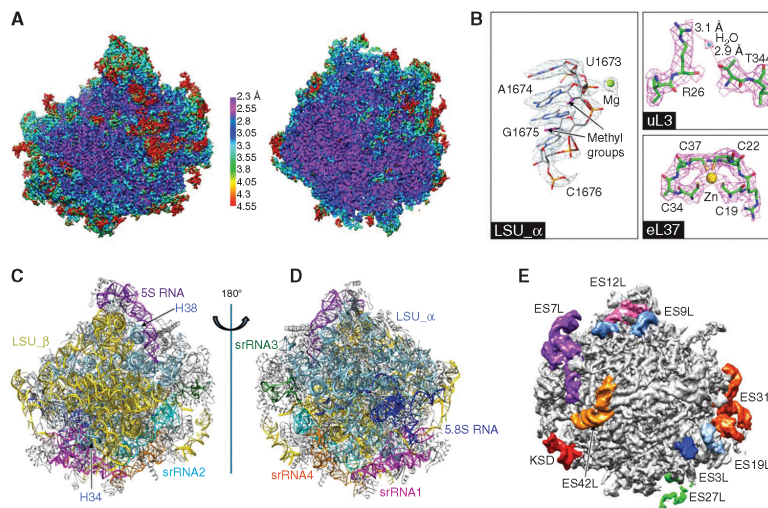 A
2.3 Å
2.55
2.8
3.05
3.3
3.55
3.8
4.05
4.3
4.55
B
U1673
A1674
Mg
G1675
Methyl
groups
C1676
LSU_α
3.1 Å
H2O
2.9 Å
T344
R26
uL3
C37
C22
C34
Zn
C19
eL37
C
5S RNA
H38
LSU_β
H34
srRNA2
180°
D
LSU_α
srRNA3
5.8S RNA
srRNA4
srRNA1
E
ES12L
ES7L
ES9L
ES31
KSD
ES42L
ES19L
ES3L
ES27L